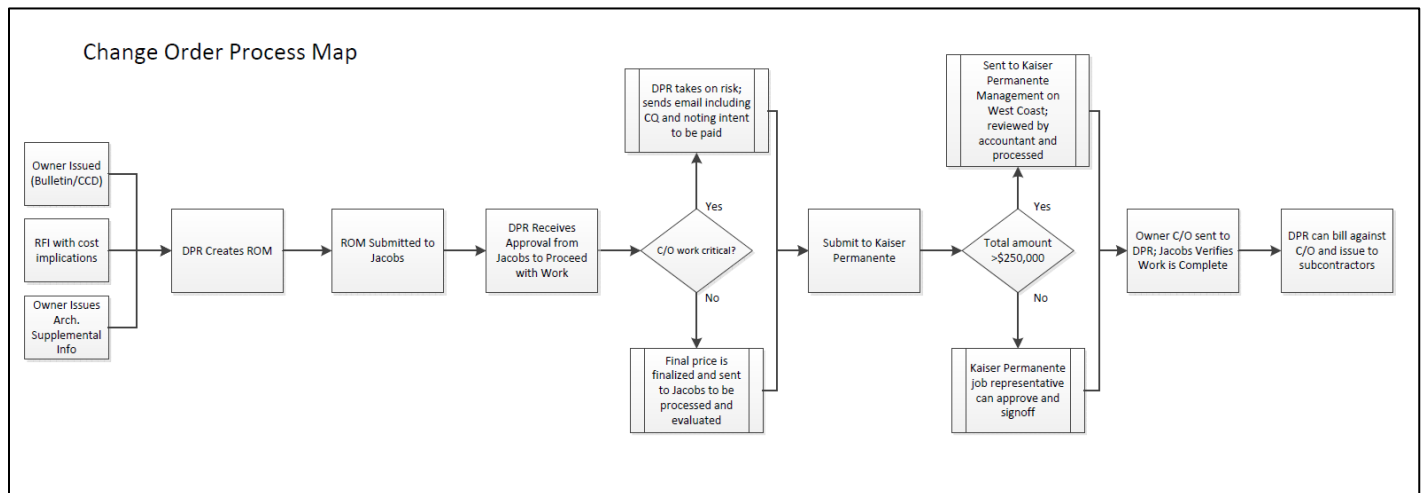 Change Order Process Map
Owner Issued
(Bulletin/CCD)
RFI with cost
implications
Owner Issues
Arch.
Supplemental
Info
DPR Creates ROM
ROM Submitted to
Jacobs
DPR Receives
Approval from
Jacobs to Proceed
with Work
DPR takes on risk;
sends email including
CQ and noting intent
to be paid
Yes
C/O work critical?
No
Final price is
finalized and sent
to Jacobs to be
processed and
evaluated
Submit to Kaiser
Permanente
Sent to Kaiser
Permanente
Management on
West Coast;
reviewed by
accountant and
processed
Yes
Total amount
>$250,000
No
Kaiser Permanente
job representative
can approve and
signoff
Owner C/O sent to
DPR; Jacobs Verifies
Work is Complete
DPR can bill against
C/O and issue to
subcontractors